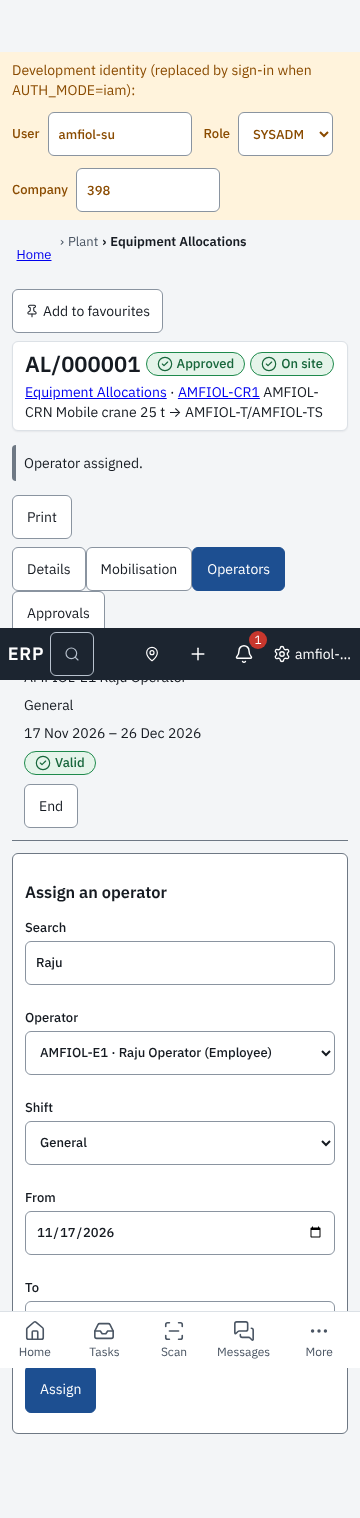 Development identity (replaced by sign-in when
AUTH_MODE=iam):
User amfiol-su Role SYSADM
Company 398
Home › Plant › Equipment Allocations
Add to favourites
AL/000001 Approved On site
Equipment Allocations · AMFIOL-CR1 AMFIOL-
CRN Mobile crane 25 t → AMFIOL-T/AMFIOL-TS
Operator assigned.
Print
Details Mobilisation Operators
Approvals
ERP 1 amfiol-...
AMFIOL-E1 Raju Operator
General
17 Nov 2026 – 26 Dec 2026
Valid
End
Assign an operator
Search
Raju
Operator
AMFIOL-E1 · Raju Operator (Employee)
Shift
General
From
11/17/2026
To
Home Tasks Scan Messages More
Assign